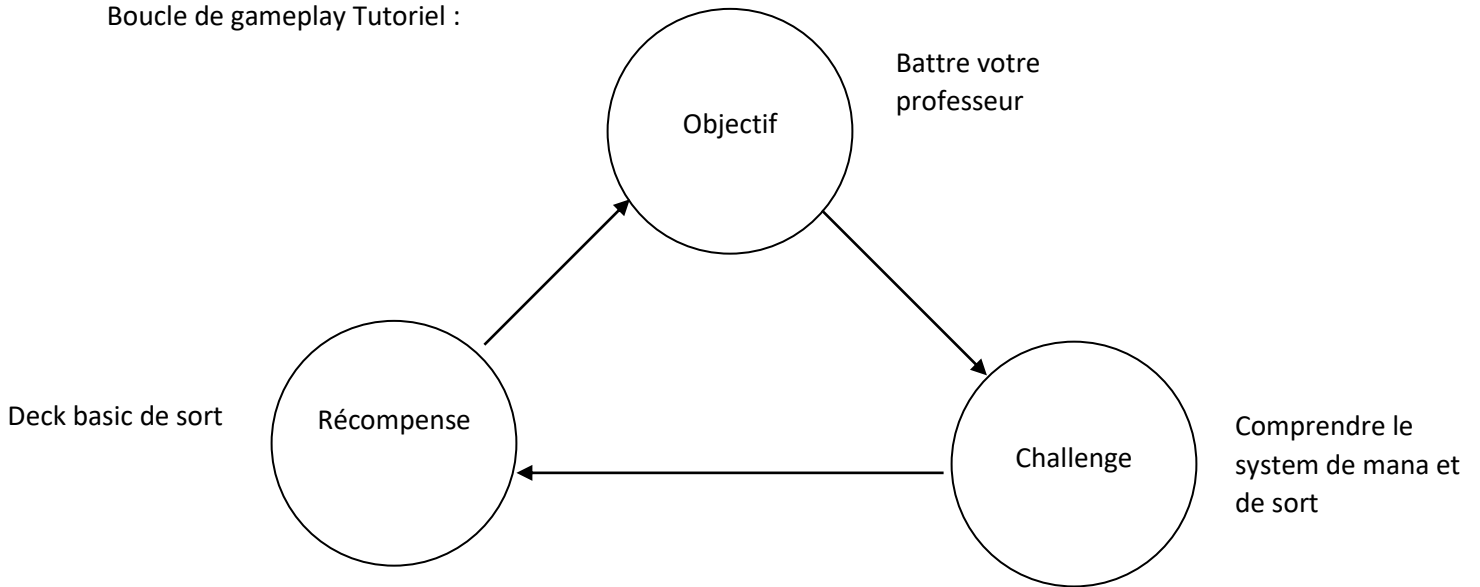 Boucle de gameplay Tutoriel :
Battre votre
professeur
Objectif
Deck basic de sort
Récompense
Challenge
Comprendre le
system de mana et
de sort